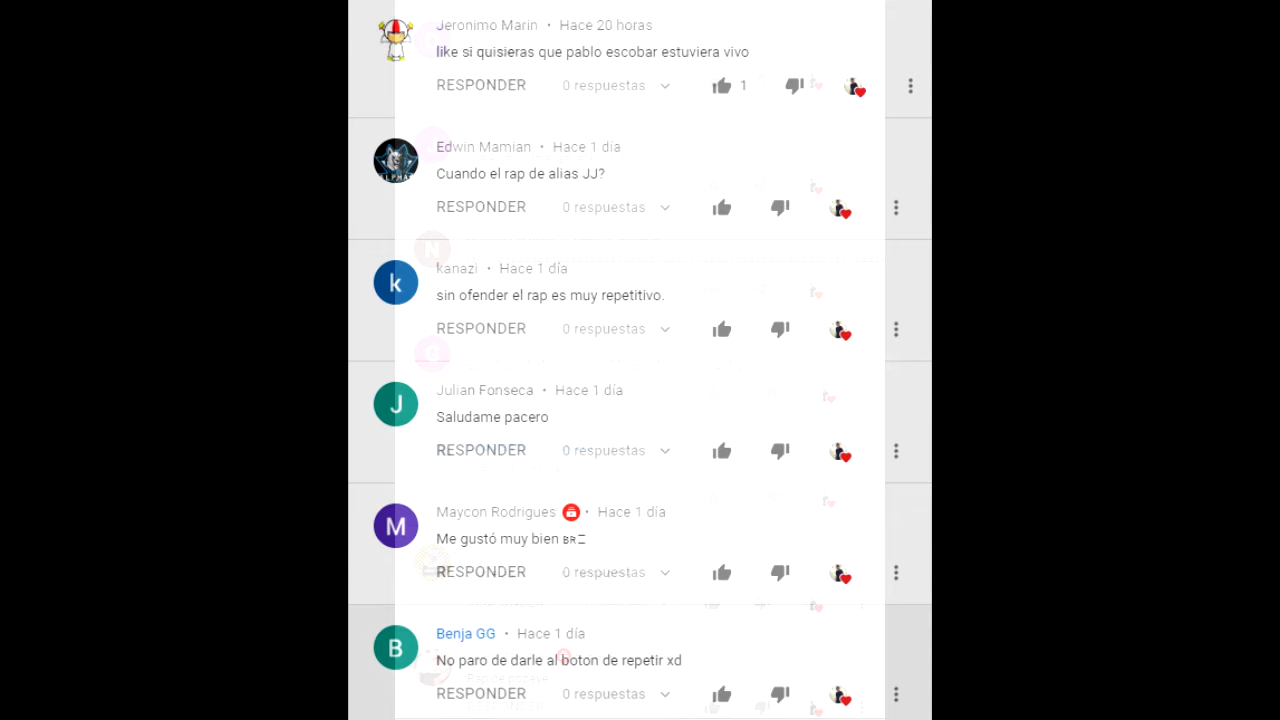 Jeronimo Marin • Hace 20 horas
like si quisieras que pablo escobar estuviera vivo
RESPONDER 0 respuestas 1
Edwin Mamian • Hace 1 día
Cuando el rap de alias JJ?
RESPONDER 0 respuestas
k
kanazi • Hace 1 día
sin ofender el rap es muy repetitivo.
RESPONDER 0 respuestas
J
Julian Fonseca • Hace 1 día
Saludame pacero
RESPONDER 0 respuestas
M
Maycon Rodrigues • Hace 1 día
Me gustó muy bien
RESPONDER 0 respuestas
B
Benja GG • Hace 1 día
No paro de darle al boton de repetir xd
RESPONDER 0 respuestas